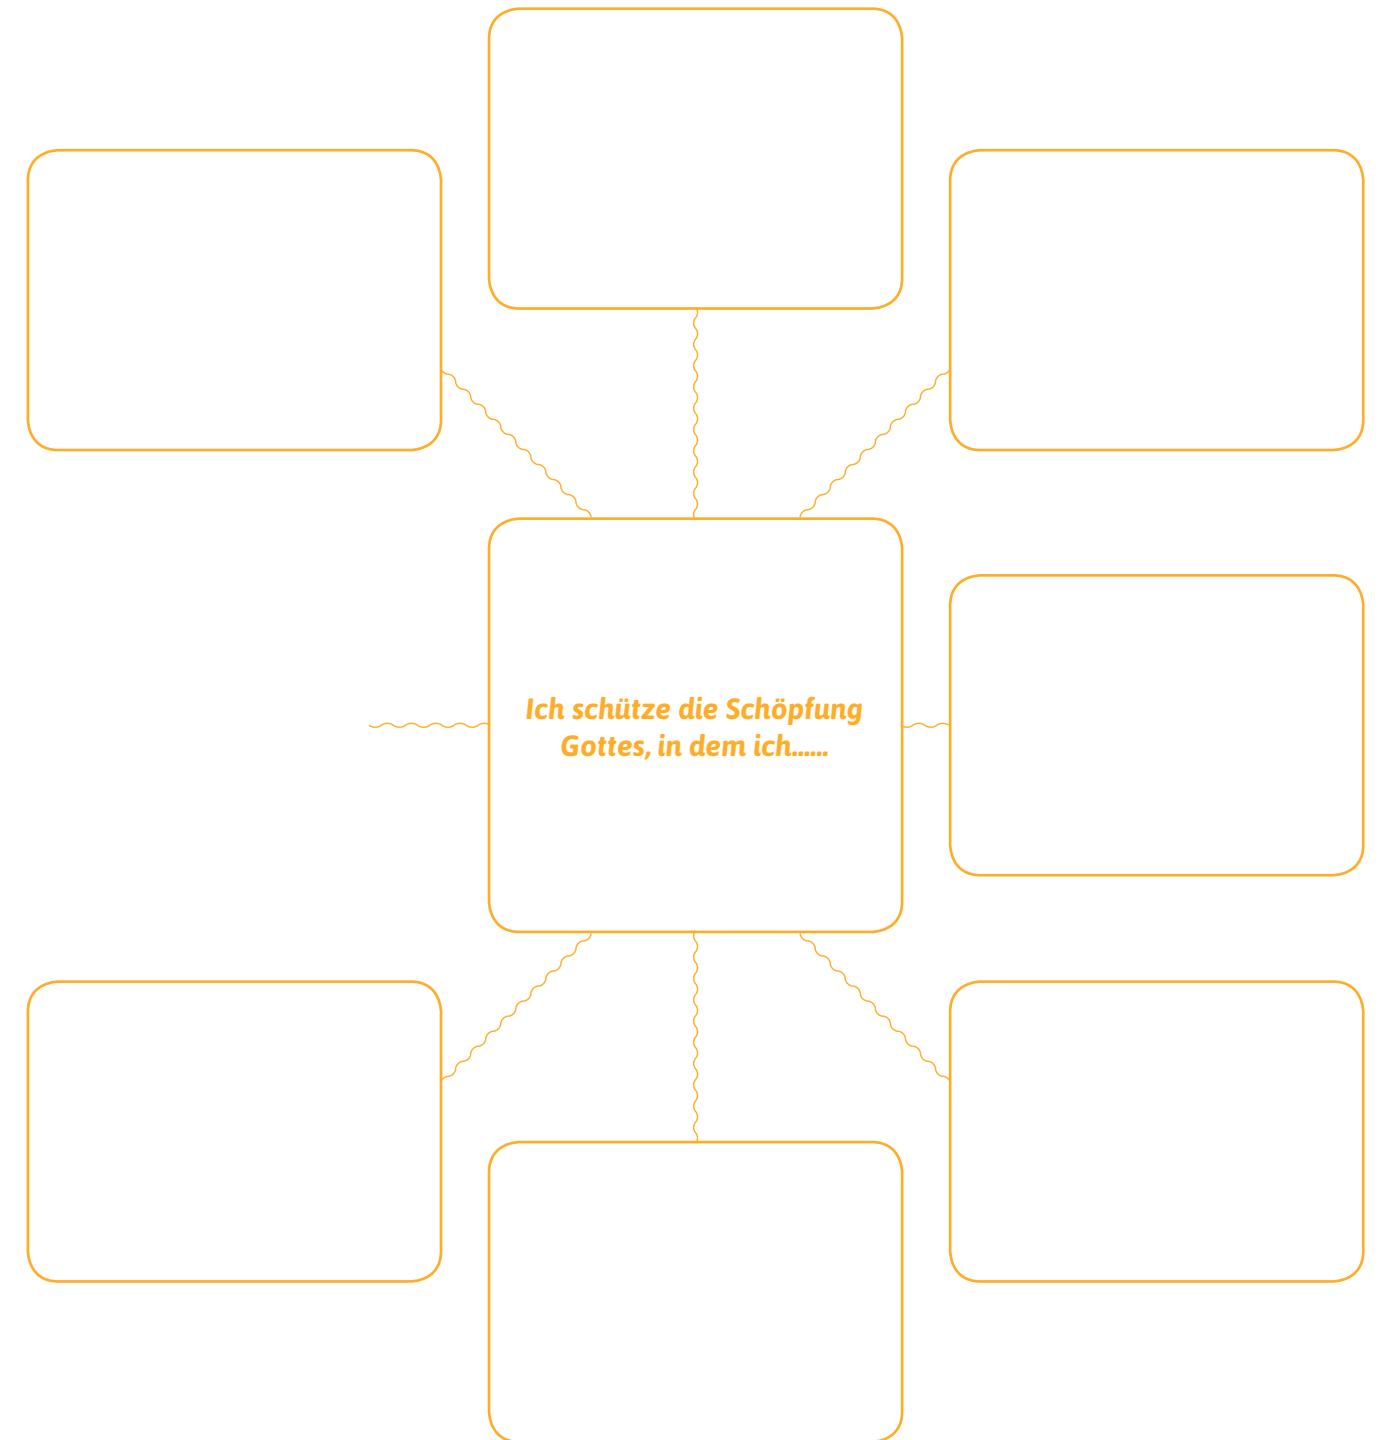 Ich schütze die Schöpfung
Gottes, in dem ich......